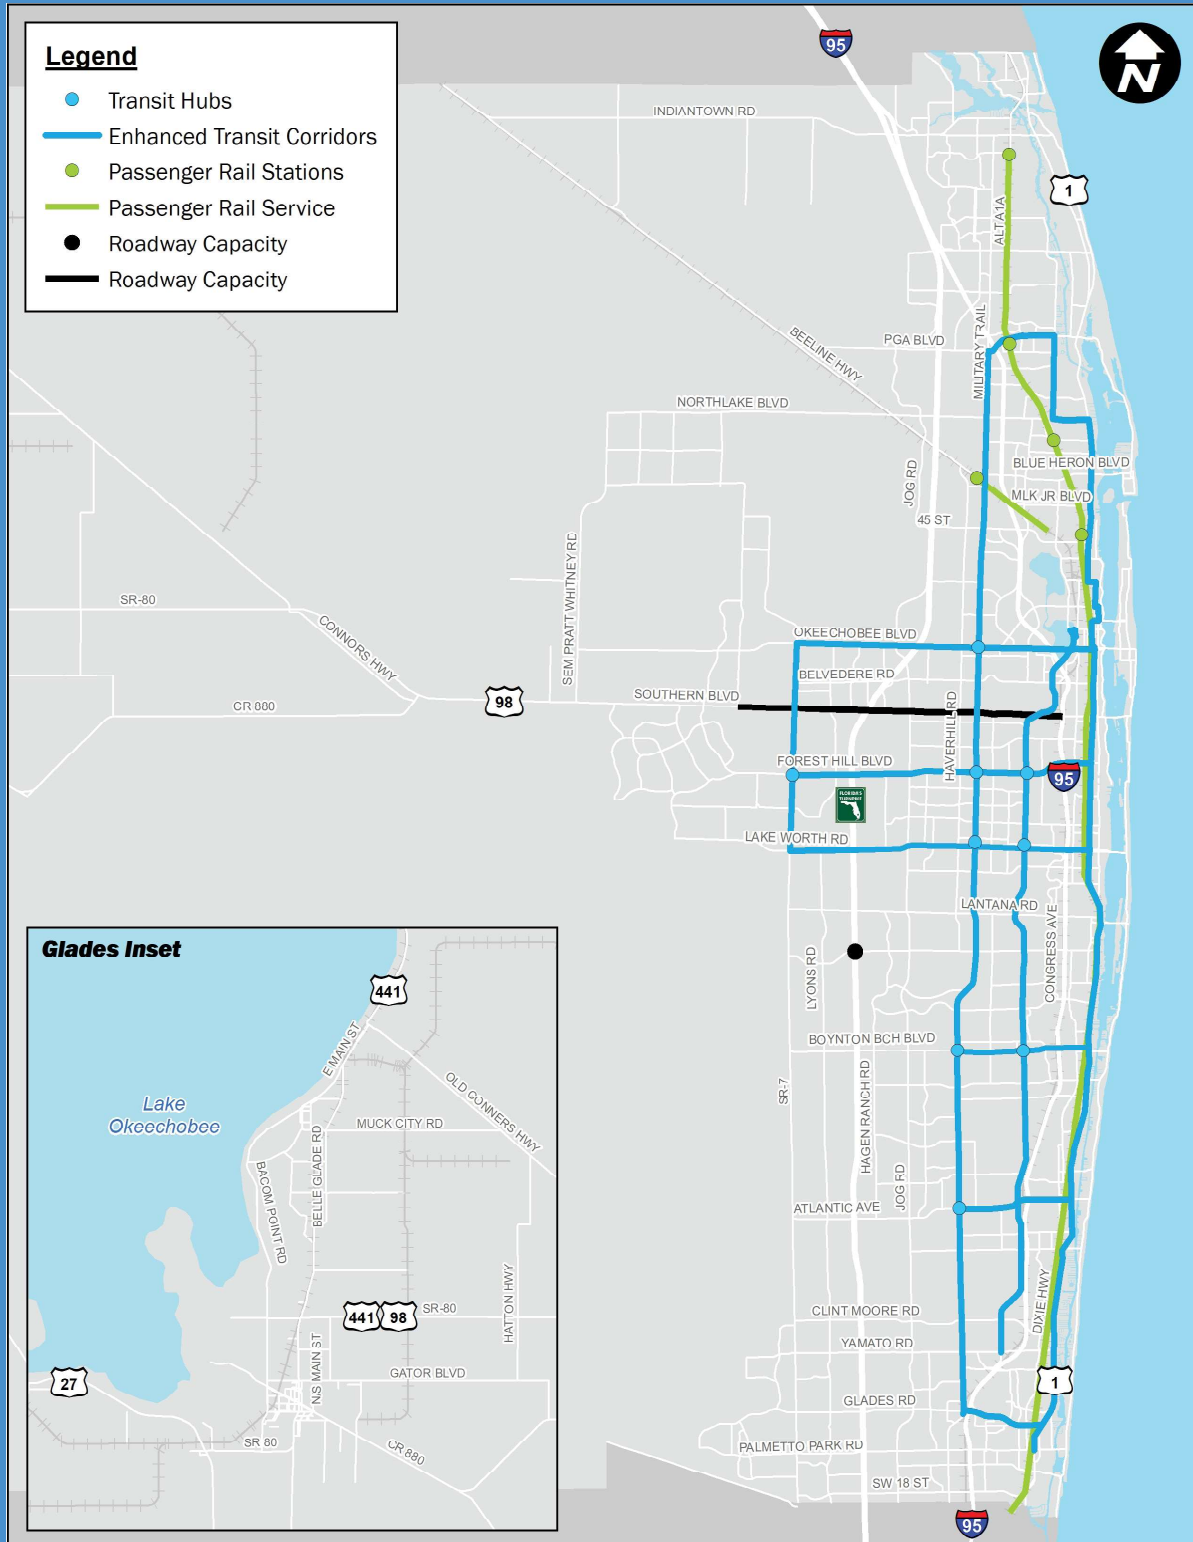 Legend
Transit Hubs
Enhanced Transit Corridors
Passenger Rail Stations
Passenger Rail Service
Roadway Capacity
Roadway Capacity
95
N
INDIANTOWN RD
1
ALT A1A
MILITARY TRAIL
PGA BLVD
BEELINE HWY
NORTHLAKE BLVD
BLUE HERON BLVD
JOG RD
MLK JR BLVD
45 ST
SEM PRATT WHITNEY RD
SR-80
CONNORS HWY
OKEECHOBEE BLVD
BELVEDERE RD
SOUTHERN BLVD
98
CR 880
HAVERHILL RD
FOREST HILL BLVD
95
FLORIDA'S
TURNPIKE
LAKE WORTH RD
LANTANA RD
CONGRESS AVE
LYONS RD
BOYNTON BCH BLVD
SR-7
HAGEN RANCH RD
JOG RD
ATLANTIC AVE
DIXIE HWY
CLINT MOORE RD
YAMATO RD
1
GLADES RD
PALMETTO PARK RD
SW 18 ST
95
Glades Inset
441
E MAIN ST
Lake
Okeechobee
OLD CONNERS HWY
MUCK CITY RD
BELLE GLADE RD
BACOM POINT RD
HATTON HWY
441
98
SR-80
N S MAIN ST
27
GATOR BLVD
SR 80
CR 880